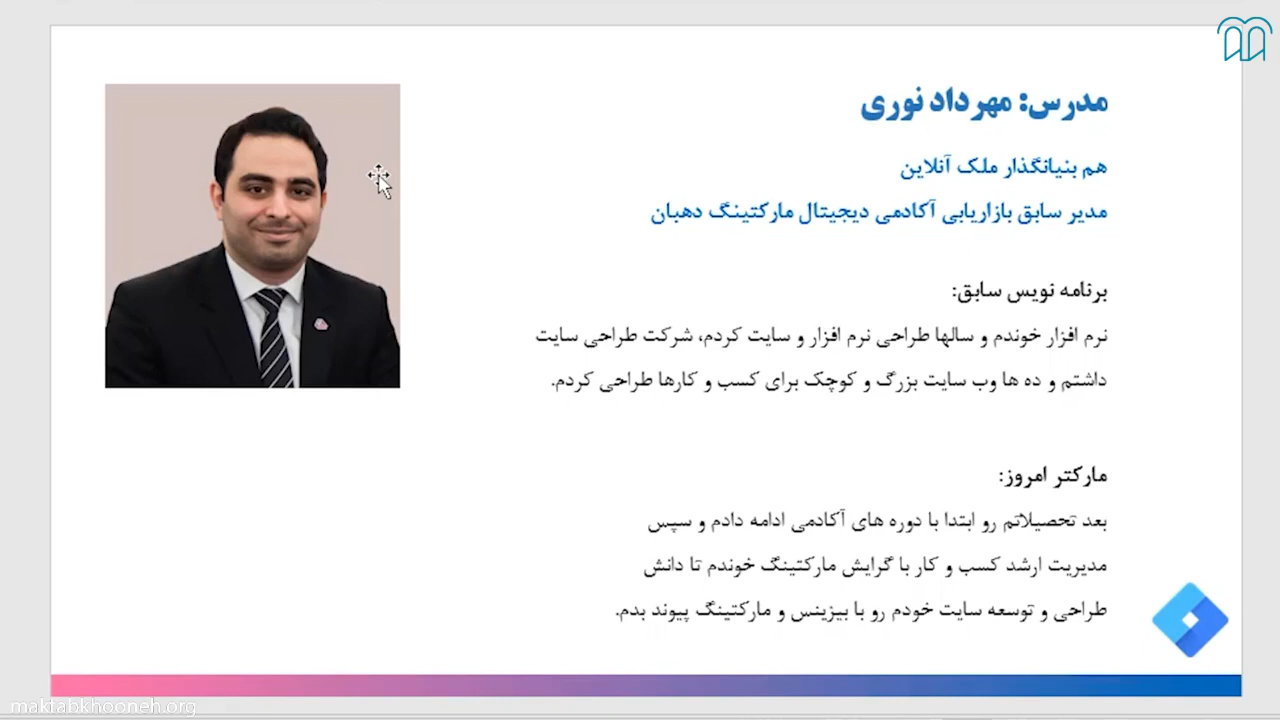 مدرس: مهرداد نوری
هم بنیانگذار ملک آنلاین
مدیر سابق بازاریابی آکادمی دیجیتال مارکتینگ دهبان
برنامه نویس سابق:
نرم افزار خوندم و سالها طراحی نرم افزار و سایت کردم، شرکت طراحی سایت
داشتم و ده ها وب سایت بزرگ و کوچک برای کسب و کارها طراحی کردم.
مارکتر امروز:
بعد تحصیلاتم رو ابتدا با دوره های آکادمی ادامه دادم و سپس
مدیریت ارشد کسب و کار با گرایش مارکتینگ خوندم تا دانش
طراحی و توسعه سایت خودم رو با بیزینس و مارکتینگ پیوند بدم.
maktabkhooneh.org